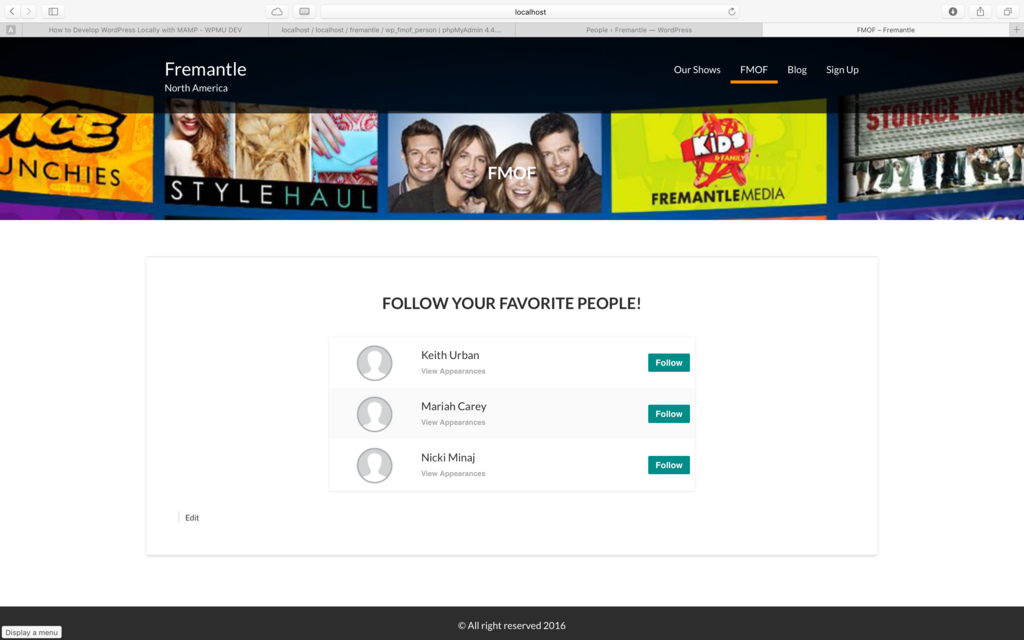 localhost
A
How to Develop WordPress Locally with MAMP - WPMU DEV
localhost / localhost / fremantle / wp_fmof_person | phpMyAdmin 4.4....
People ‹ Fremantle — WordPress
FMOF – Fremantle
Fremantle
North America
Our Shows
FMOF
Blog
Sign Up
VICE
UNCHIES
STYLEHAUL
FMOF
KIDS
& FAMILY
FREMANTLEMEDIA
STORAGE WARS
FOLLOW YOUR FAVORITE PEOPLE!
Keith Urban
View Appearances
Follow
Mariah Carey
View Appearances
Follow
Nicki Minaj
View Appearances
Follow
Edit
© All right reserved 2016
Display a menu